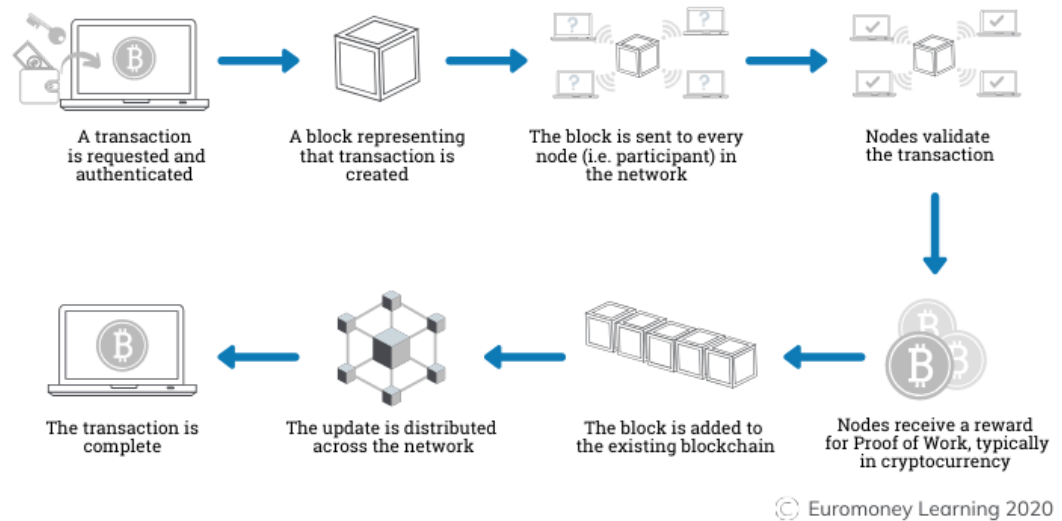 A transaction
is requested and
authenticated
A block representing
that transaction is
created
The block is sent to every
node (i.e. participant) in
the network
Nodes validate
the transaction
Nodes receive a reward
for Proof of Work, typically
in cryptocurrency
The block is added to
the existing blockchain
The update is distributed
across the network
The transaction is
complete
© Euromoney Learning 2020